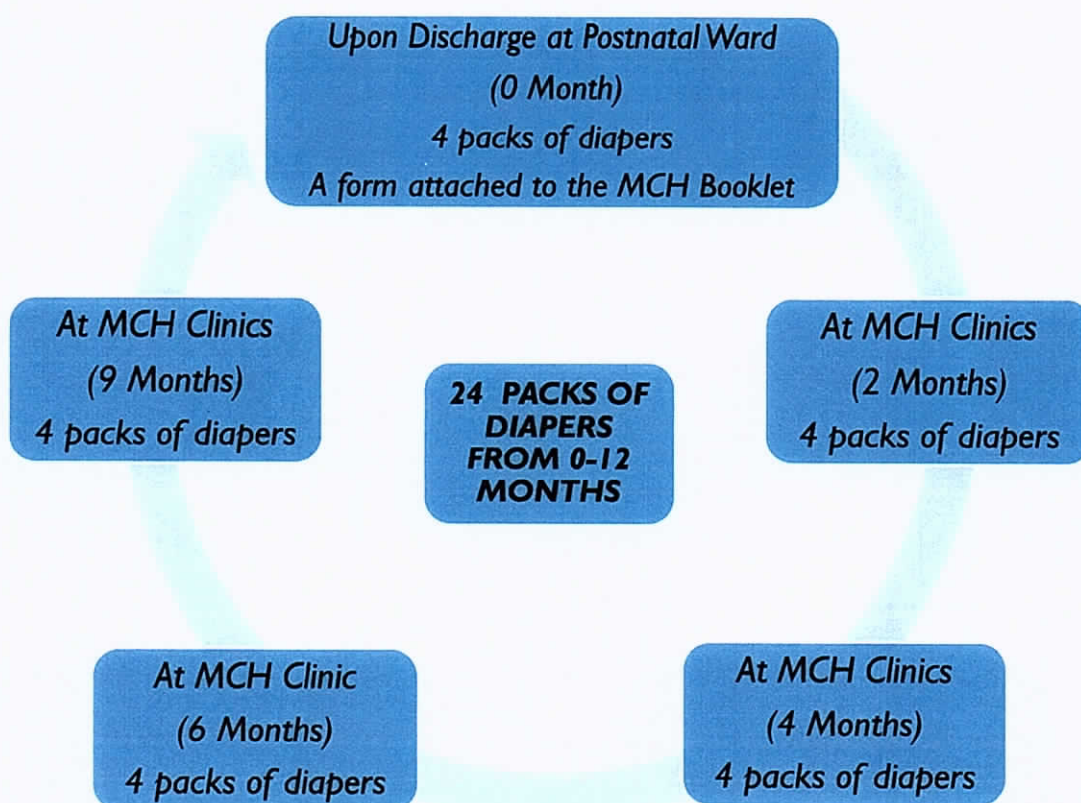 Upon Discharge at Postnatal Ward
(0 Month)
4 packs of diapers
A form attached to the MCH Booklet
At MCH Clinics
(2 Months)
4 packs of diapers
At MCH Clinics
(4 Months)
4 packs of diapers
At MCH Clinic
(6 Months)
4 packs of diapers
At MCH Clinics
(9 Months)
4 packs of diapers
24 PACKS OF
DIAPERS
FROM 0-12
MONTHS